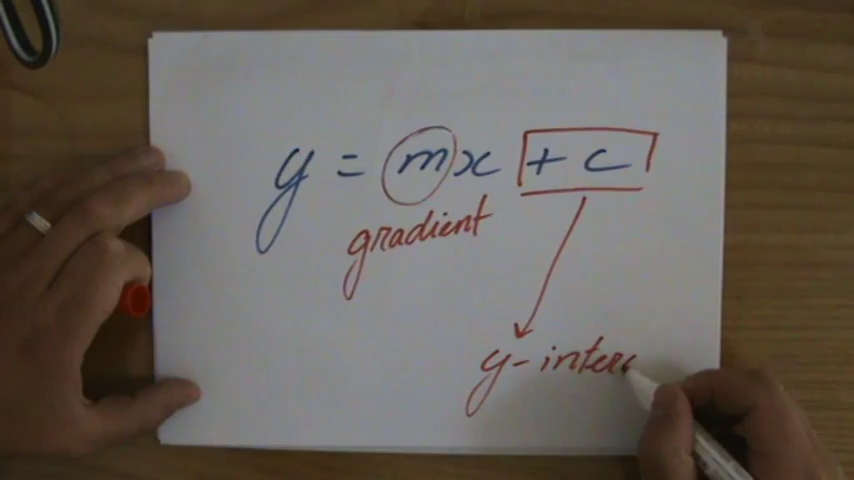 y = mx + c
gradient
y-inter